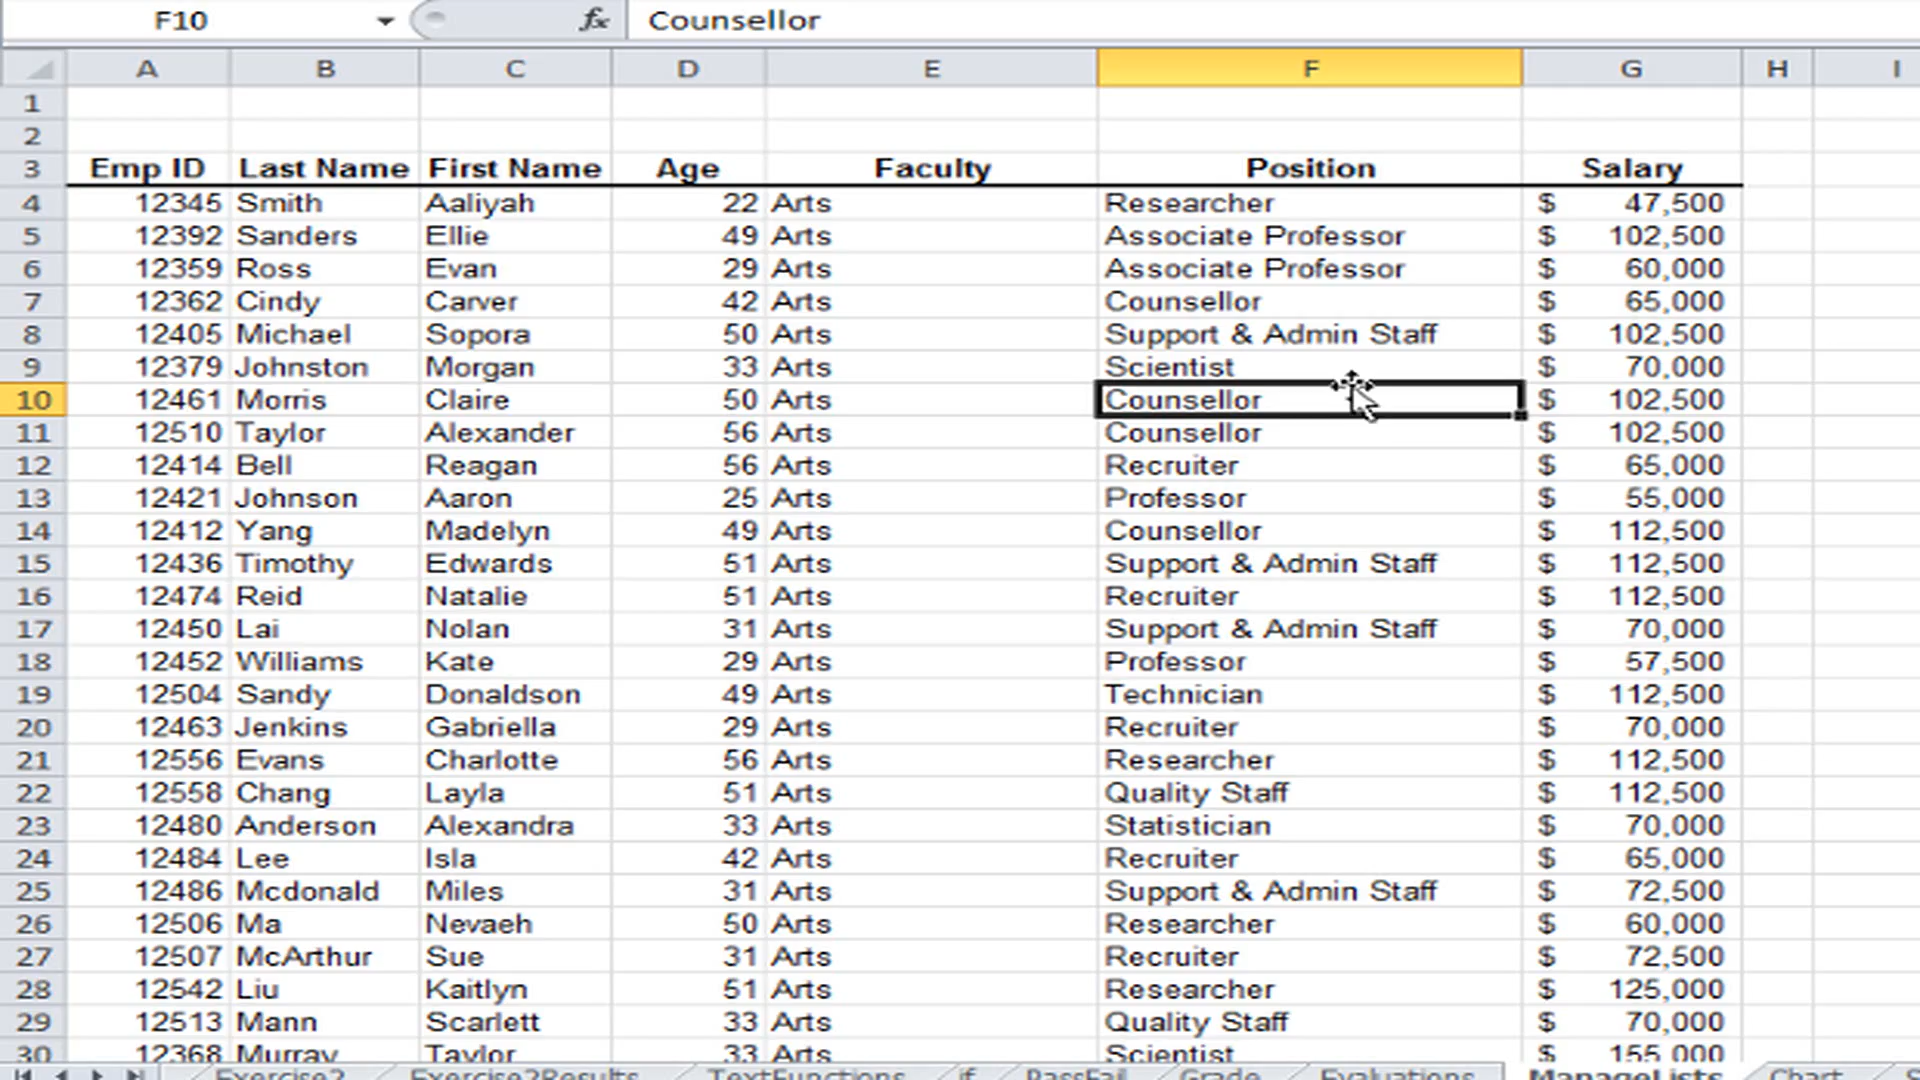 F10 fx Counsellor
A B C D E F G H I
1
2
3 Emp ID Last Name First Name Age Faculty Position Salary
4 12345 Smith Aaliyah 22 Arts Researcher $ 47,500
5 12392 Sanders Ellie 49 Arts Associate Professor $ 102,500
6 12359 Ross Evan 29 Arts Associate Professor $ 60,000
7 12362 Cindy Carver 42 Arts Counsellor $ 65,000
8 12405 Michael Sopora 50 Arts Support & Admin Staff $ 102,500
9 12379 Johnston Morgan 33 Arts Scientist $ 70,000
10 12461 Morris Claire 50 Arts Counsellor $ 102,500
11 12510 Taylor Alexander 56 Arts Counsellor $ 102,500
12 12414 Bell Reagan 56 Arts Recruiter $ 65,000
13 12421 Johnson Aaron 25 Arts Professor $ 55,000
14 12412 Yang Madelyn 49 Arts Counsellor $ 112,500
15 12436 Timothy Edwards 51 Arts Support & Admin Staff $ 112,500
16 12474 Reid Natalie 51 Arts Recruiter $ 112,500
17 12450 Lai Nolan 31 Arts Support & Admin Staff $ 70,000
18 12452 Williams Kate 29 Arts Professor $ 57,500
19 12504 Sandy Donaldson 49 Arts Technician $ 112,500
20 12463 Jenkins Gabriella 29 Arts Recruiter $ 70,000
21 12556 Evans Charlotte 56 Arts Researcher $ 112,500
22 12558 Chang Layla 51 Arts Quality Staff $ 112,500
23 12480 Anderson Alexandra 33 Arts Statistician $ 70,000
24 12484 Lee Isla 42 Arts Recruiter $ 65,000
25 12486 Mcdonald Miles 31 Arts Support & Admin Staff $ 72,500
26 12506 Ma Nevaeh 50 Arts Researcher $ 60,000
27 12507 McArthur Sue 31 Arts Recruiter $ 72,500
28 12542 Liu Kaitlyn 51 Arts Researcher $ 125,000
29 12513 Mann Scarlett 33 Arts Quality Staff $ 70,000
30 12368 Murray Taylor 33 Arts Scientist $ 155,000
Exercise2 Exercise2Results TextFunctions if PassFail Grade Evaluations ManageLists Chart